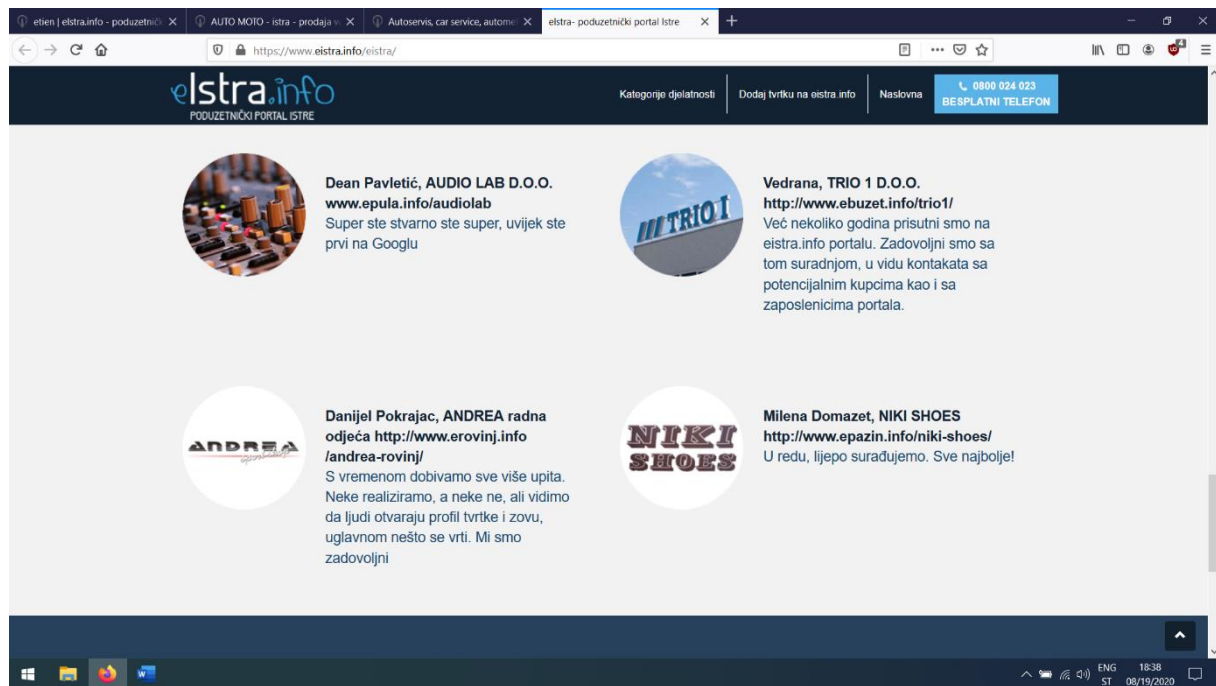 etien | elstra.info - poduzetnič
AUTO MOTO - istra - prodaja v
Autoservis, car service, autome
elstra- poduzetnički portal Istre
https://www.eistra.info/eistra/
elstra.info
PODUZETNIČKI PORTAL ISTRE
Kategorije djelatnosti
Dodaj tvrtku na eistra.info
Naslovna
0800 024 023
BESPLATNI TELEFON
Dean Pavletić, AUDIO LAB D.O.O.
www.epula.info/audiolab
Super ste stvarno ste super, uvijek ste
prvi na Googlu
TRIO 1
Vedrana, TRIO 1 D.O.O.
http://www.ebuzet.info/trio1/
Već nekoliko godina prisutni smo na
eistra.info portalu. Zadovoljni smo sa
tom suradnjom, u vidu kontakata sa
potencijalnim kupcima kao i sa
zaposlenicima portala.
ANDREA
Danijel Pokrajac, ANDREA radna
odjeća http://www.erovinj.info
/andrea-rovinj/
S vremenom dobivamo sve više upita.
Neke realiziramo, a neke ne, ali vidimo
da ljudi otvaraju profil tvrtke i zovu,
uglavnom nešto se vrti. Mi smo
zadovoljni
NIKI
SHOES
Milena Domazet, NIKI SHOES
http://www.epazin.info/niki-shoes/
U redu, lijepo surađujemo. Sve najbolje!
ENG
ST
18:38
08/19/2020